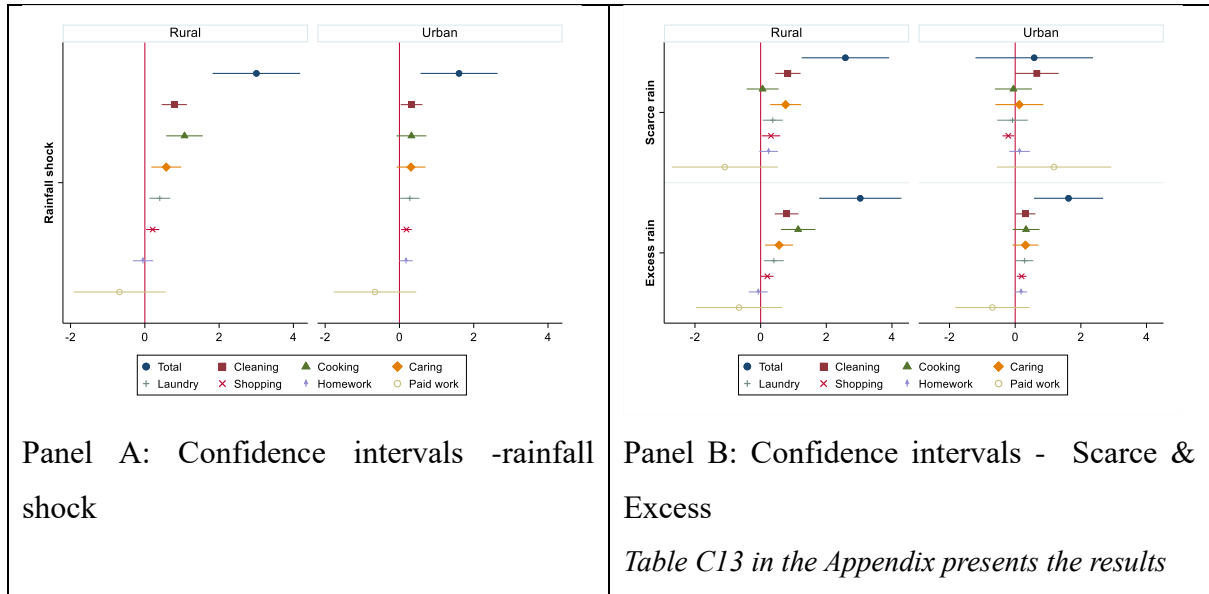 Rural Urban
Rainfall shock
-2 0 2 4 -2 0 2 4
Total Cleaning Cooking Caring
Laundry Shopping Homework Paid work
Panel A: Confidence intervals -rainfall
shock
Rural Urban
Scarce rain
Excess rain
-2 0 2 4 -2 0 2 4
Total Cleaning Cooking Caring
Laundry Shopping Homework Paid work
Panel B: Confidence intervals - Scarce &
Excess
Table C13 in the Appendix presents the results